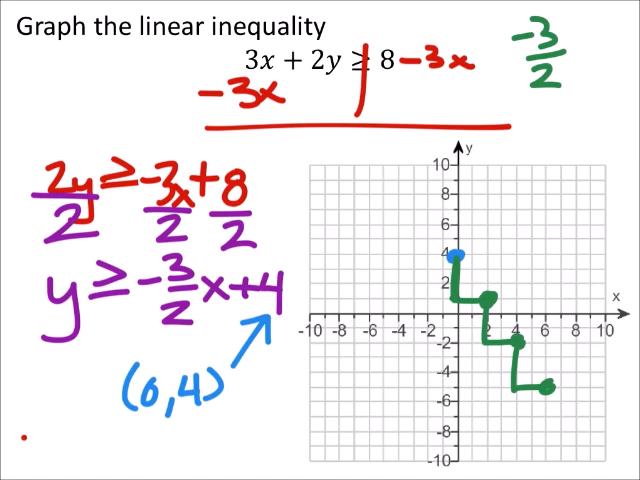 Graph the linear inequality
3x + 2y ≥ 8 -3x
-3x
-3/2
2y ≥ -3x + 8
2 2 2
y ≥ -3/2 x + 4
(0,4)
y
x
10
8
6
4
2
-10 -8 -6 -4 -2 2 4 6 8 10
-2
-4
-6
-8
-10